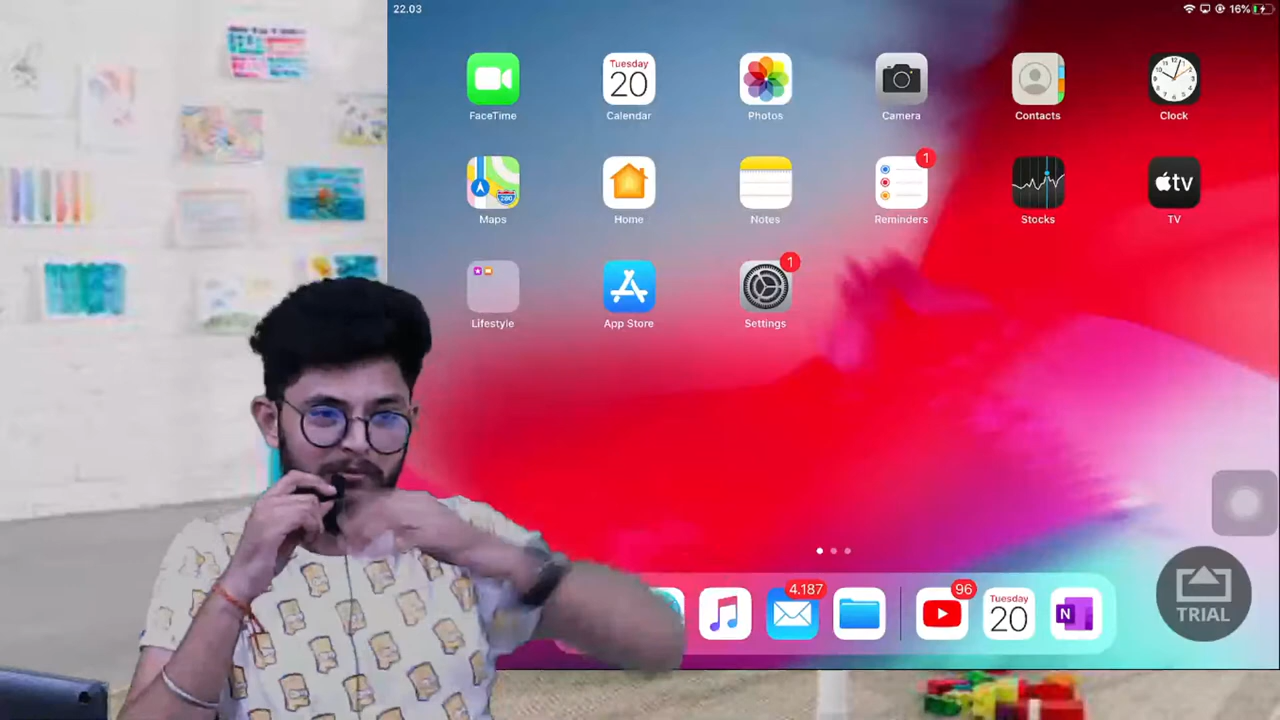 22.03
16%
Tuesday
20
FaceTime
Calendar
Photos
Camera
Contacts
Clock
280
1
tv
Maps
Home
Notes
Reminders
Stocks
TV
1
Lifestyle
App Store
Settings
4.187
96
Tuesday
20
N
TRIAL